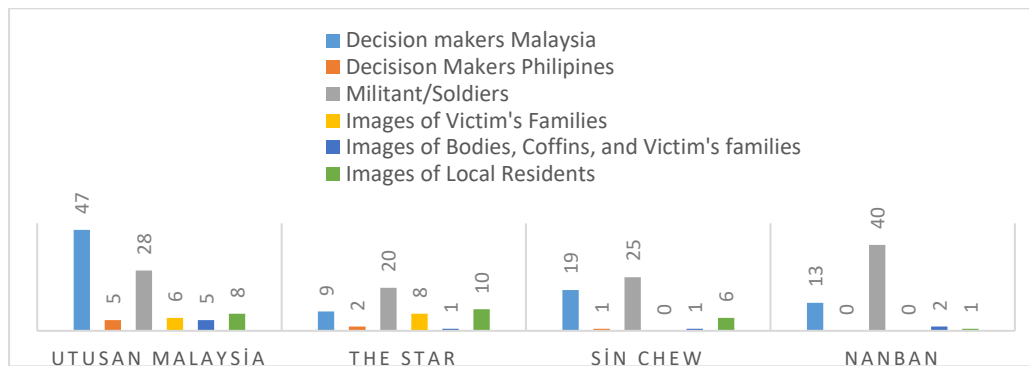 Decision makers Malaysia
Decisison Makers Philipines
Militant/Soldiers
Images of Victim's Families
Images of Bodies, Coffins, and Victim's families
Images of Local Residents
47 5 28 6 5 8 9 2 20 8 1 10 19 1 25 0 1 6 13 0 40 0 2 1
UTUSAN MALAYSİA THE STAR SİN CHEW NANBAN